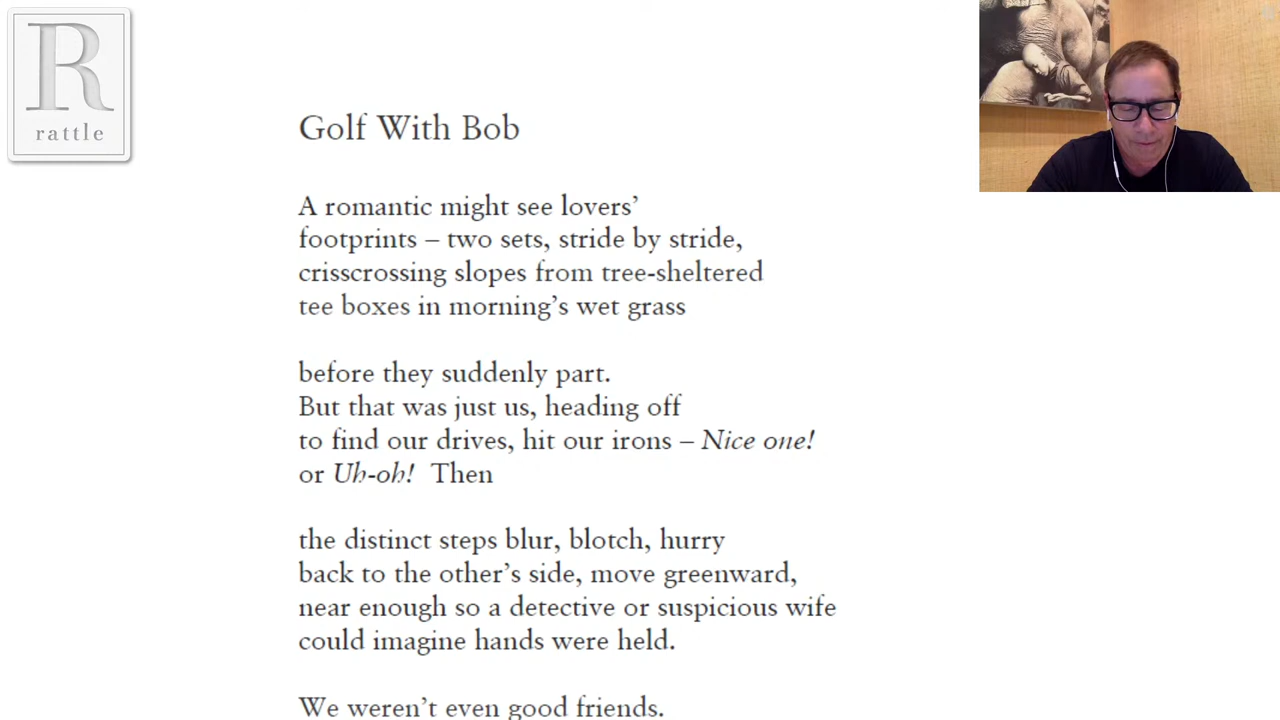 R
rattle
Golf With Bob
A romantic might see lovers’
footprints – two sets, stride by stride,
crisscrossing slopes from tree-sheltered
tee boxes in morning’s wet grass
before they suddenly part.
But that was just us, heading off
to find our drives, hit our irons – Nice one!
or Uh-oh!  Then
the distinct steps blur, blotch, hurry
back to the other’s side, move greenward,
near enough so a detective or suspicious wife
could imagine hands were held.
We weren’t even good friends.